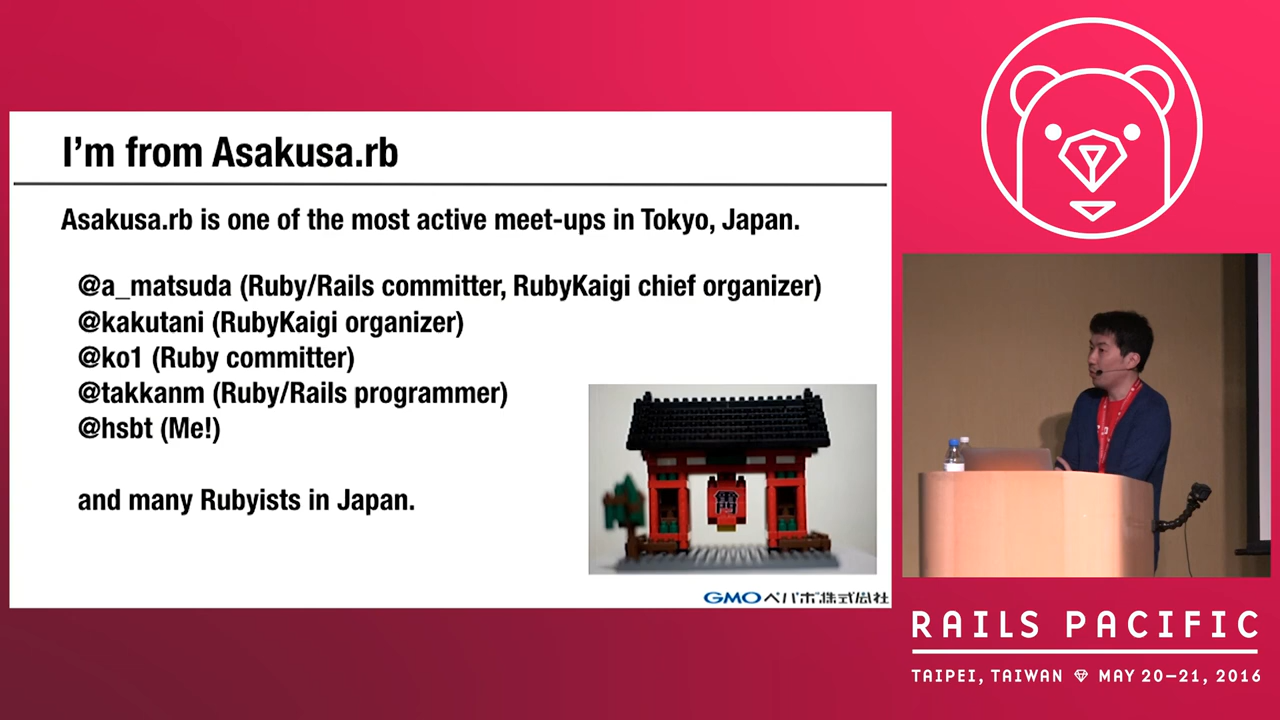 I'm from Asakusa.rb
Asakusa.rb is one of the most active meet-ups in Tokyo, Japan.
@a_matsuda (Ruby/Rails committer, RubyKaigi chief organizer)
@kakutani (RubyKaigi organizer)
@ko1 (Ruby committer)
@takkanm (Ruby/Rails programmer)
@hsbt (Me!)
and many Rubyists in Japan.
GMOペパボ株式会社
RAILS PACIFIC
TAIPEI, TAIWAN MAY 20–21, 2016